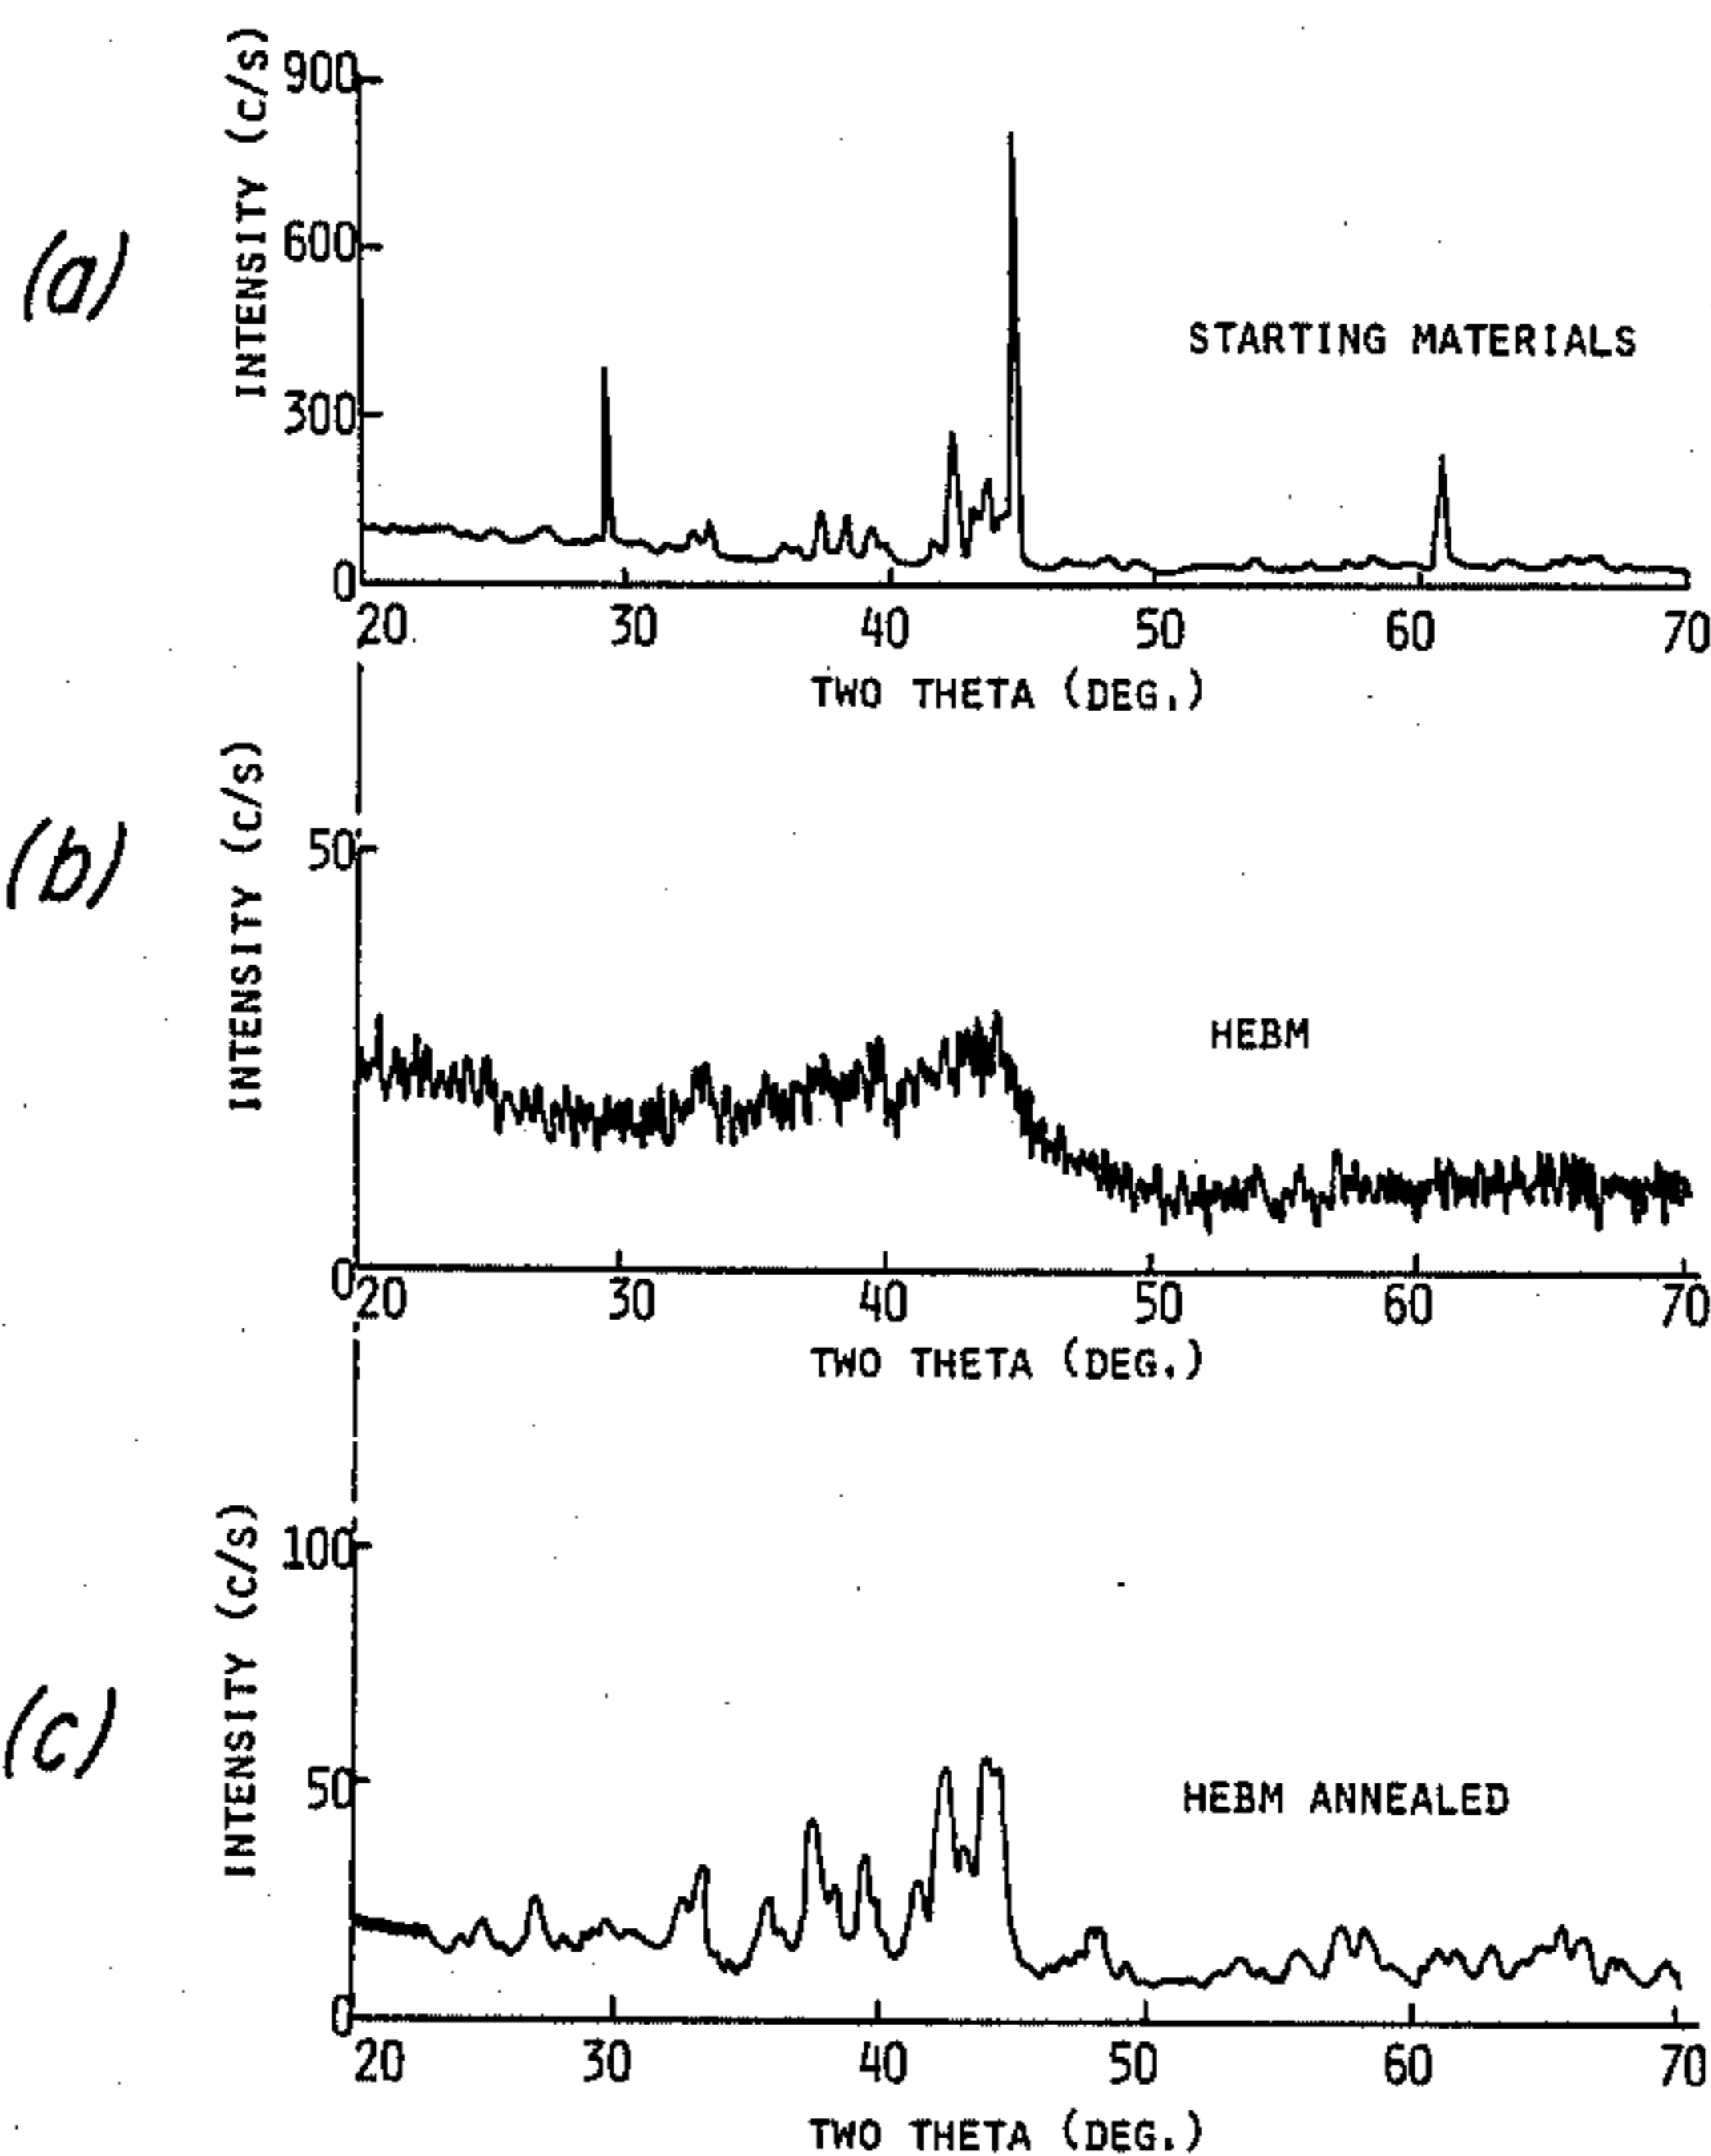 (a)
INTENSITY (C/S)
900
600
300
0
STARTING MATERIALS
20 30 40 50 60 70
TWO THETA (DEG.)
(b)
INTENSITY (C/S)
50
0
HEBM
20 30 40 50 60 70
TWO THETA (DEG.)
(c)
INTENSITY (C/S)
100
50
0
HEBM ANNEALED
20 30 40 50 60 70
TWO THETA (DEG.)